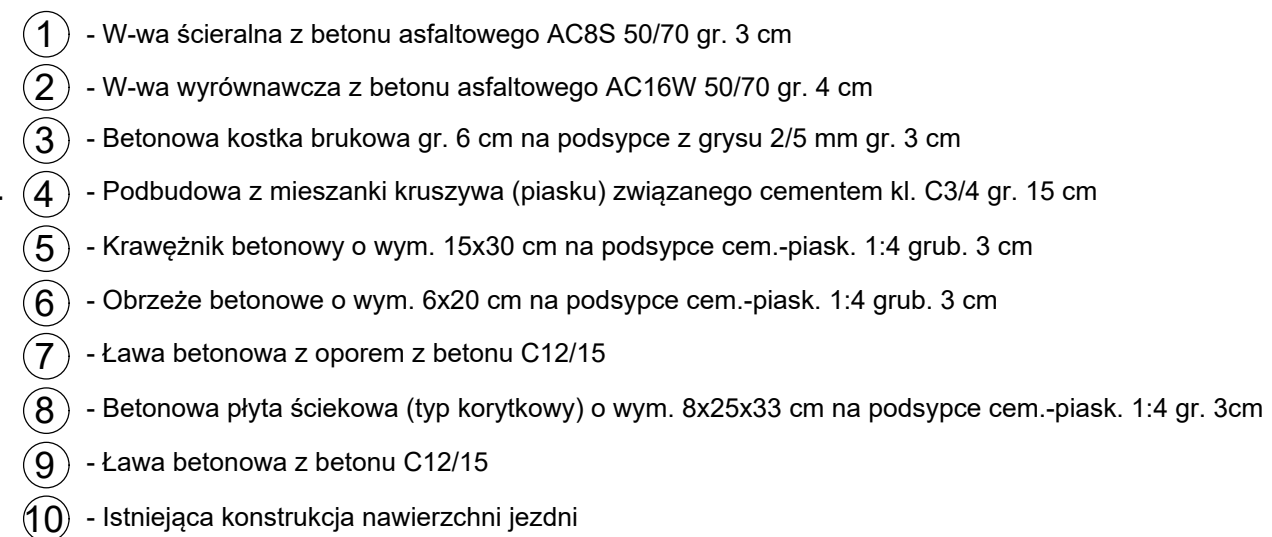 1 - W-wa ścieralna z betonu asfaltowego AC8S 50/70 gr. 3 cm
2 - W-wa wyrównawcza z betonu asfaltowego AC16W 50/70 gr. 4 cm
3 - Betonowa kostka brukowa gr. 6 cm na podsypce z grysu 2/5 mm gr. 3 cm
. 4 - Podbudowa z mieszanki kruszywa (piasku) związanego cementem kl. C3/4 gr. 15 cm
5 - Krawężnik betonowy o wym. 15x30 cm na podsypce cem.-piask. 1:4 grub. 3 cm
6 - Obrzeże betonowe o wym. 6x20 cm na podsypce cem.-piask. 1:4 grub. 3 cm
7 - Ława betonowa z oporem z betonu C12/15
8 - Betonowa płyta ściekowa (typ korytkowy) o wym. 8x25x33 cm na podsypce cem.-piask. 1:4 gr. 3cm
9 - Ława betonowa z betonu C12/15
10 - Istniejąca konstrukcja nawierzchni jezdni